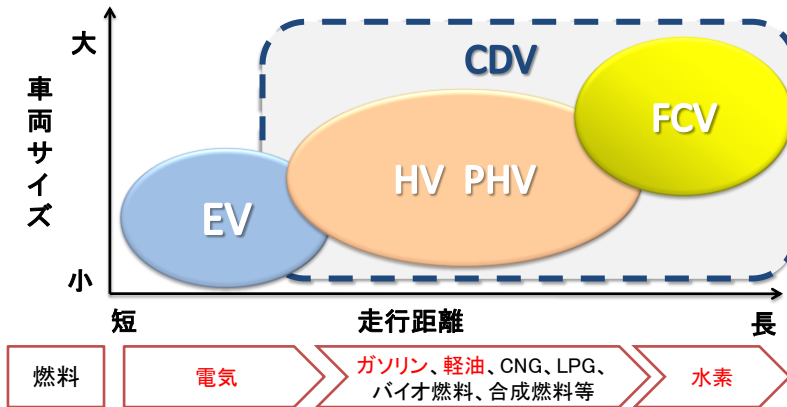 大
CDV
車両サイズ
FCV
HV PHV
EV
小
短
走行距離
長
燃料
電気
ガソリン、軽油、CNG、LPG、
バイオ燃料、合成燃料等
水素